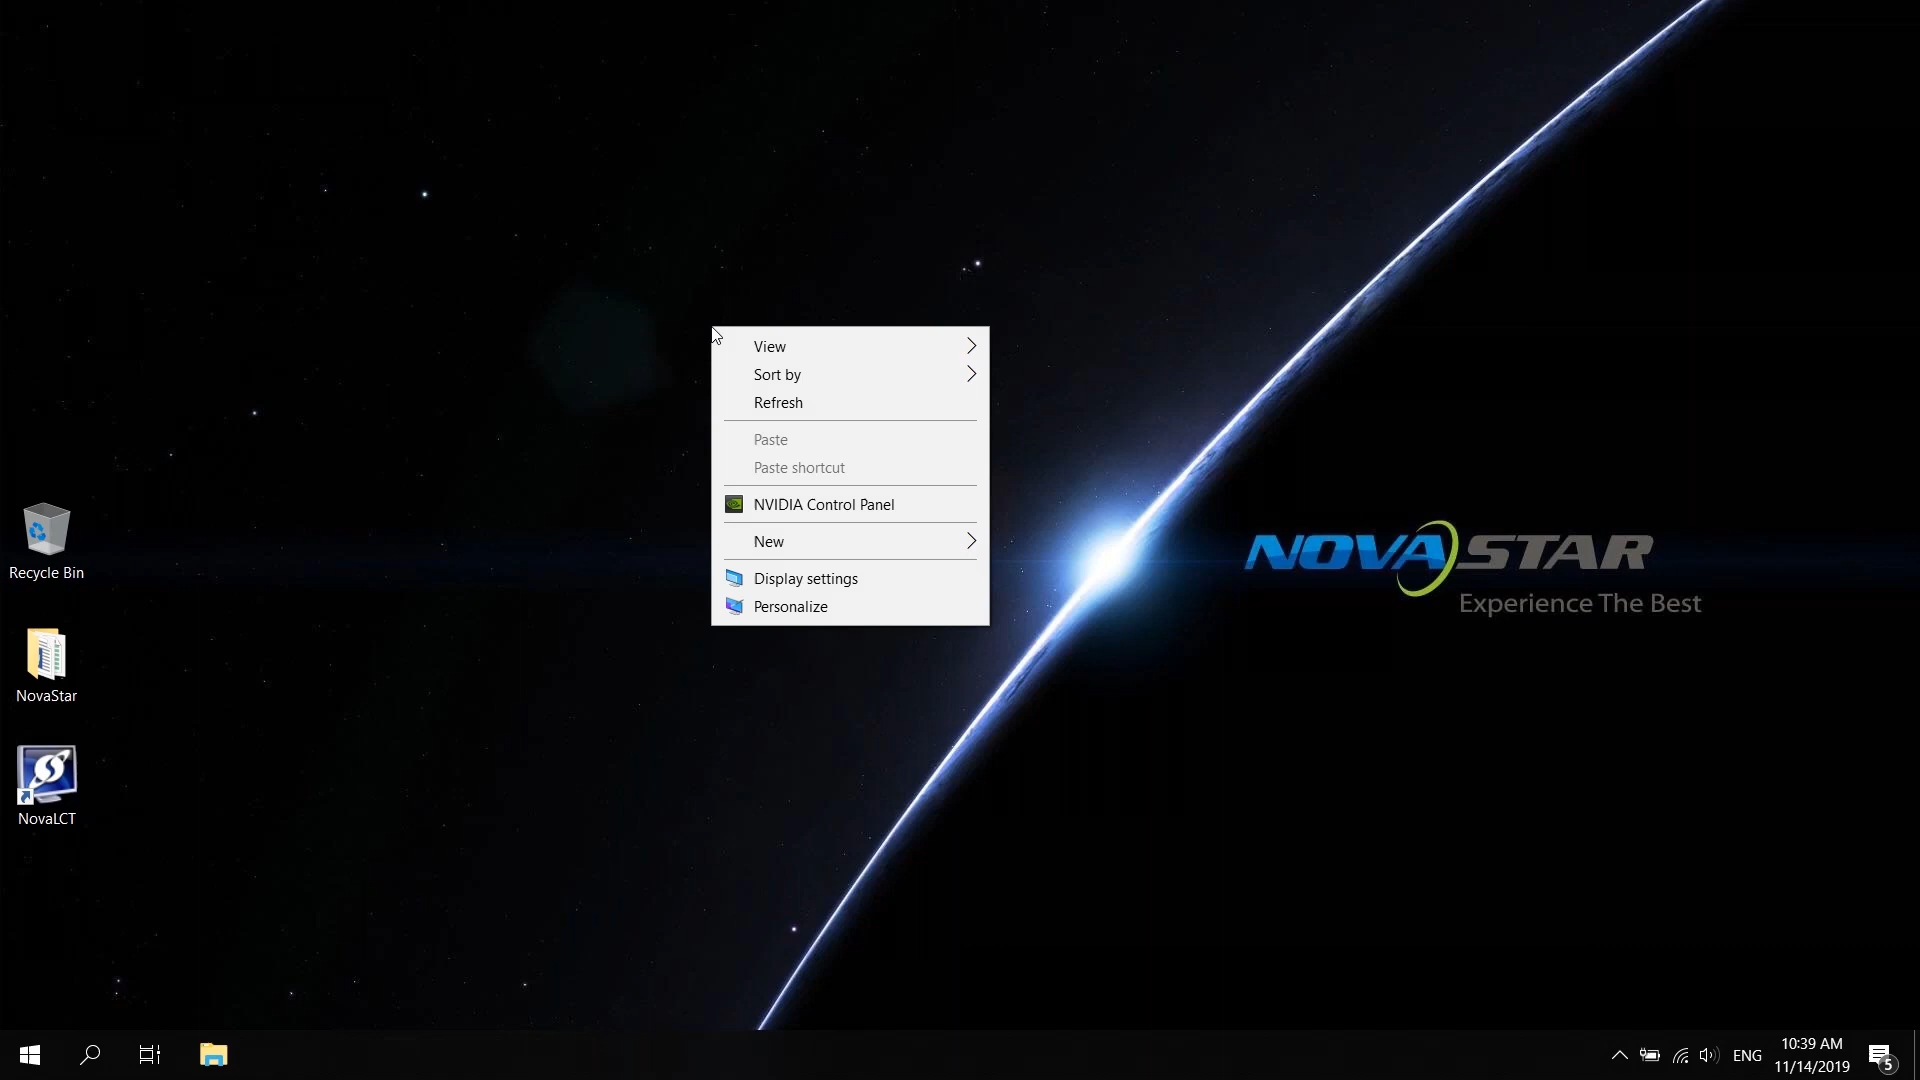 View
Sort by
Refresh
Paste
Paste shortcut
NVIDIA Control Panel
New
Display settings
Personalize
Recycle Bin
NovaStar
NovaLCT
NOVASTAR
Experience The Best
ENG
10:39 AM
11/14/2019
5